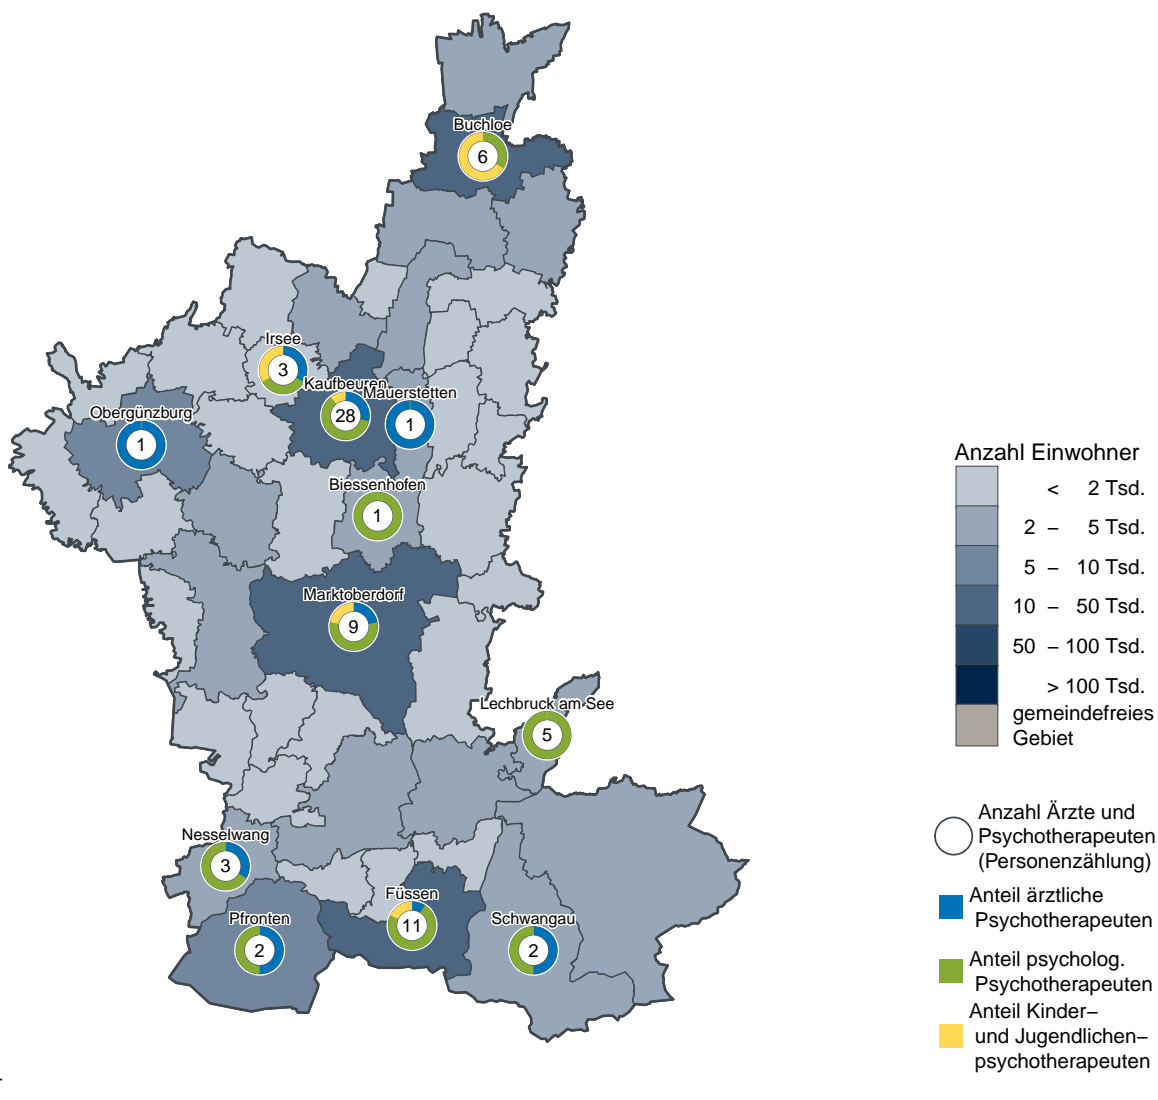 Buchloe
6
Irsee
3
Kaufbeuren
28
Mauerstetten
1
Obergünzburg
1
Biessenhofen
1
Marktoberdorf
9
Lechbruck am See
5
Nesselwang
3
Pfronten
2
Füssen
11
Schwangau
2
Anzahl Einwohner
< 2 Tsd.
2 – 5 Tsd.
5 – 10 Tsd.
10 – 50 Tsd.
50 – 100 Tsd.
> 100 Tsd.
gemeindefreies
Gebiet
Anzahl Ärzte und
Psychotherapeuten
(Personenzählung)
Anteil ärztliche
Psychotherapeuten
Anteil psycholog.
Psychotherapeuten
Anteil Kinder–
und Jugendlichen–
psychotherapeuten